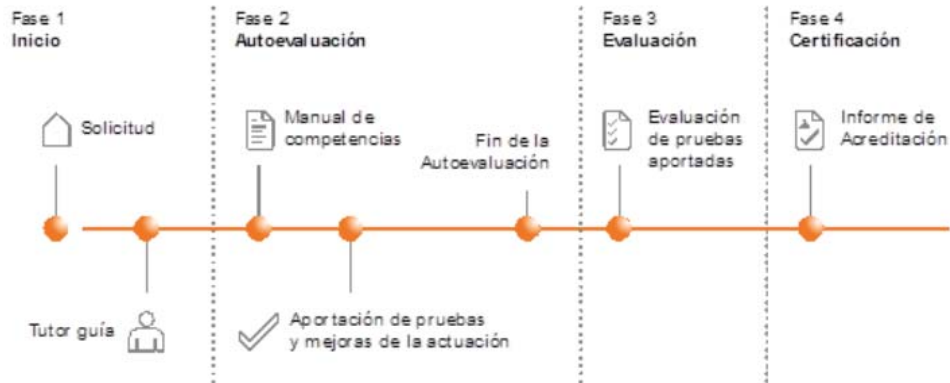 Fase 1
Inicio
Fase 2
Autoevaluación
Fase 3
Evaluación
Fase 4
Certificación
Solicitud
Manual de
competencias
Fin de la
Autoevaluación
Evaluación
de pruebas
aportadas
Informe de
Acreditación
Tutor guía
Aportación de pruebas
y mejoras de la actuación